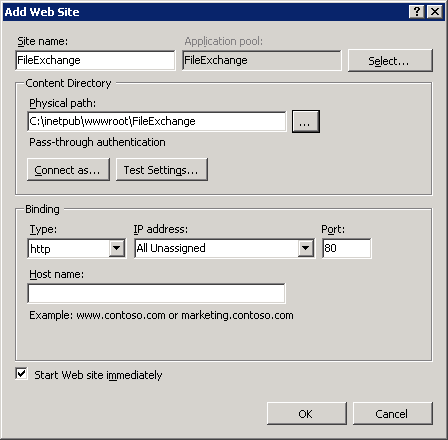 Add Web Site
Site name:
Application pool:
FileExchange
FileExchange
Select...
Content Directory
Physical path:
C:\inetpub\wwwroot\FileExchange
...
Pass-through authentication
Connect as...
Test Settings...
Binding
Type:
IP address:
Port:
http
All Unassigned
80
Host name:
Example: www.contoso.com or marketing.contoso.com
Start Web site immediately
OK
Cancel